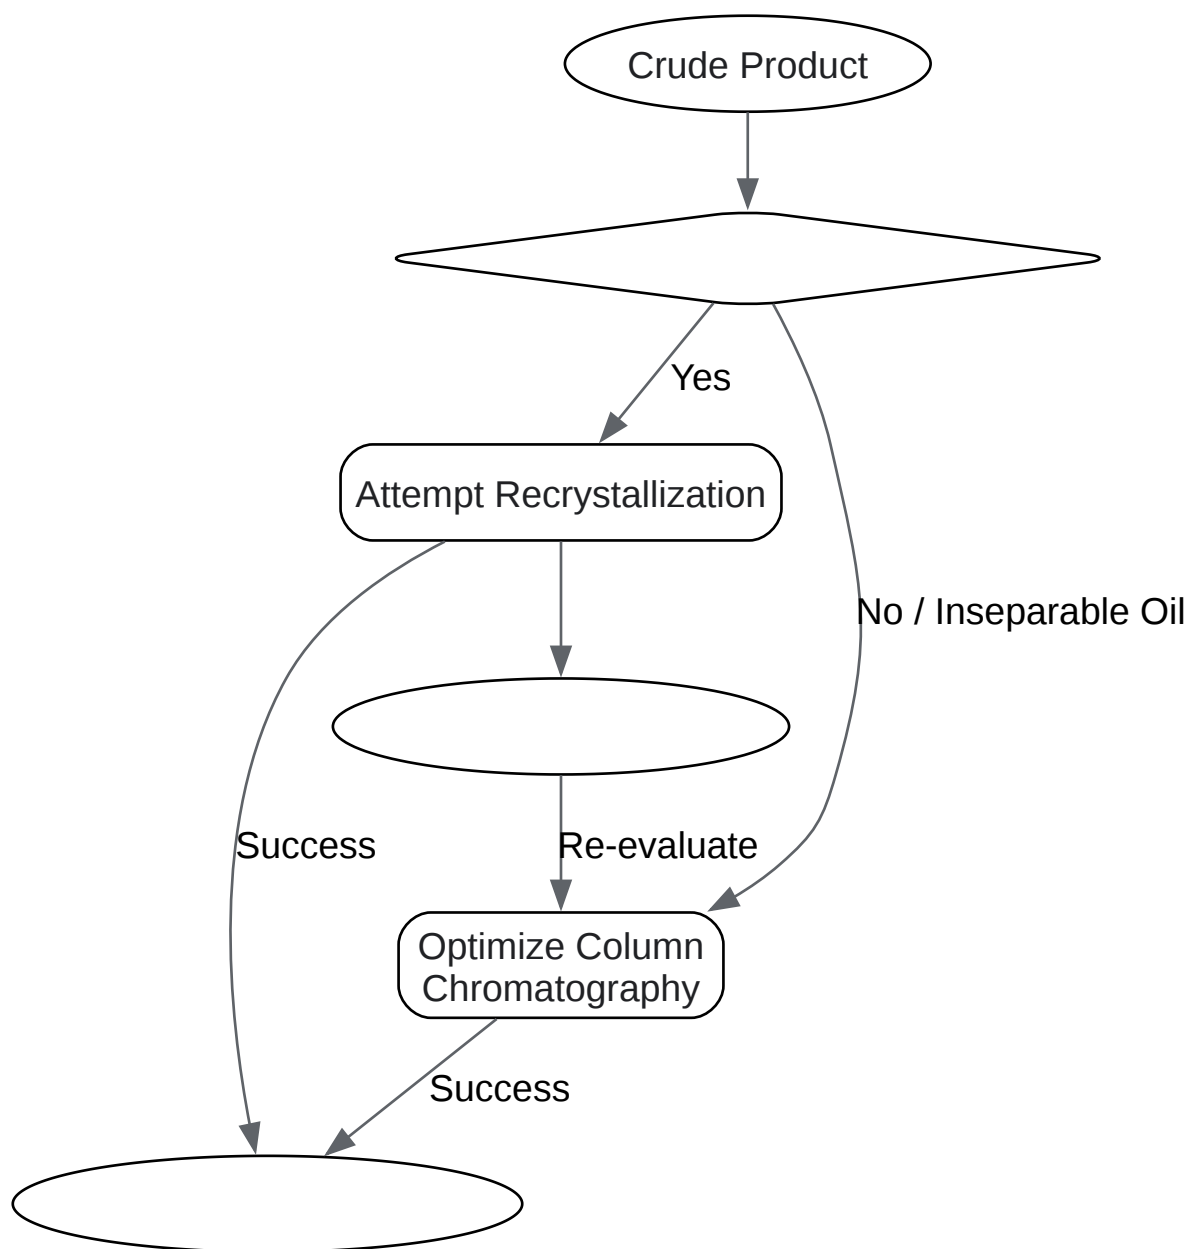 Crude Product
Yes
Attempt Recrystallization
No / Inseparable Oil
Success
Re-evaluate
Optimize Column
Chromatography
Success